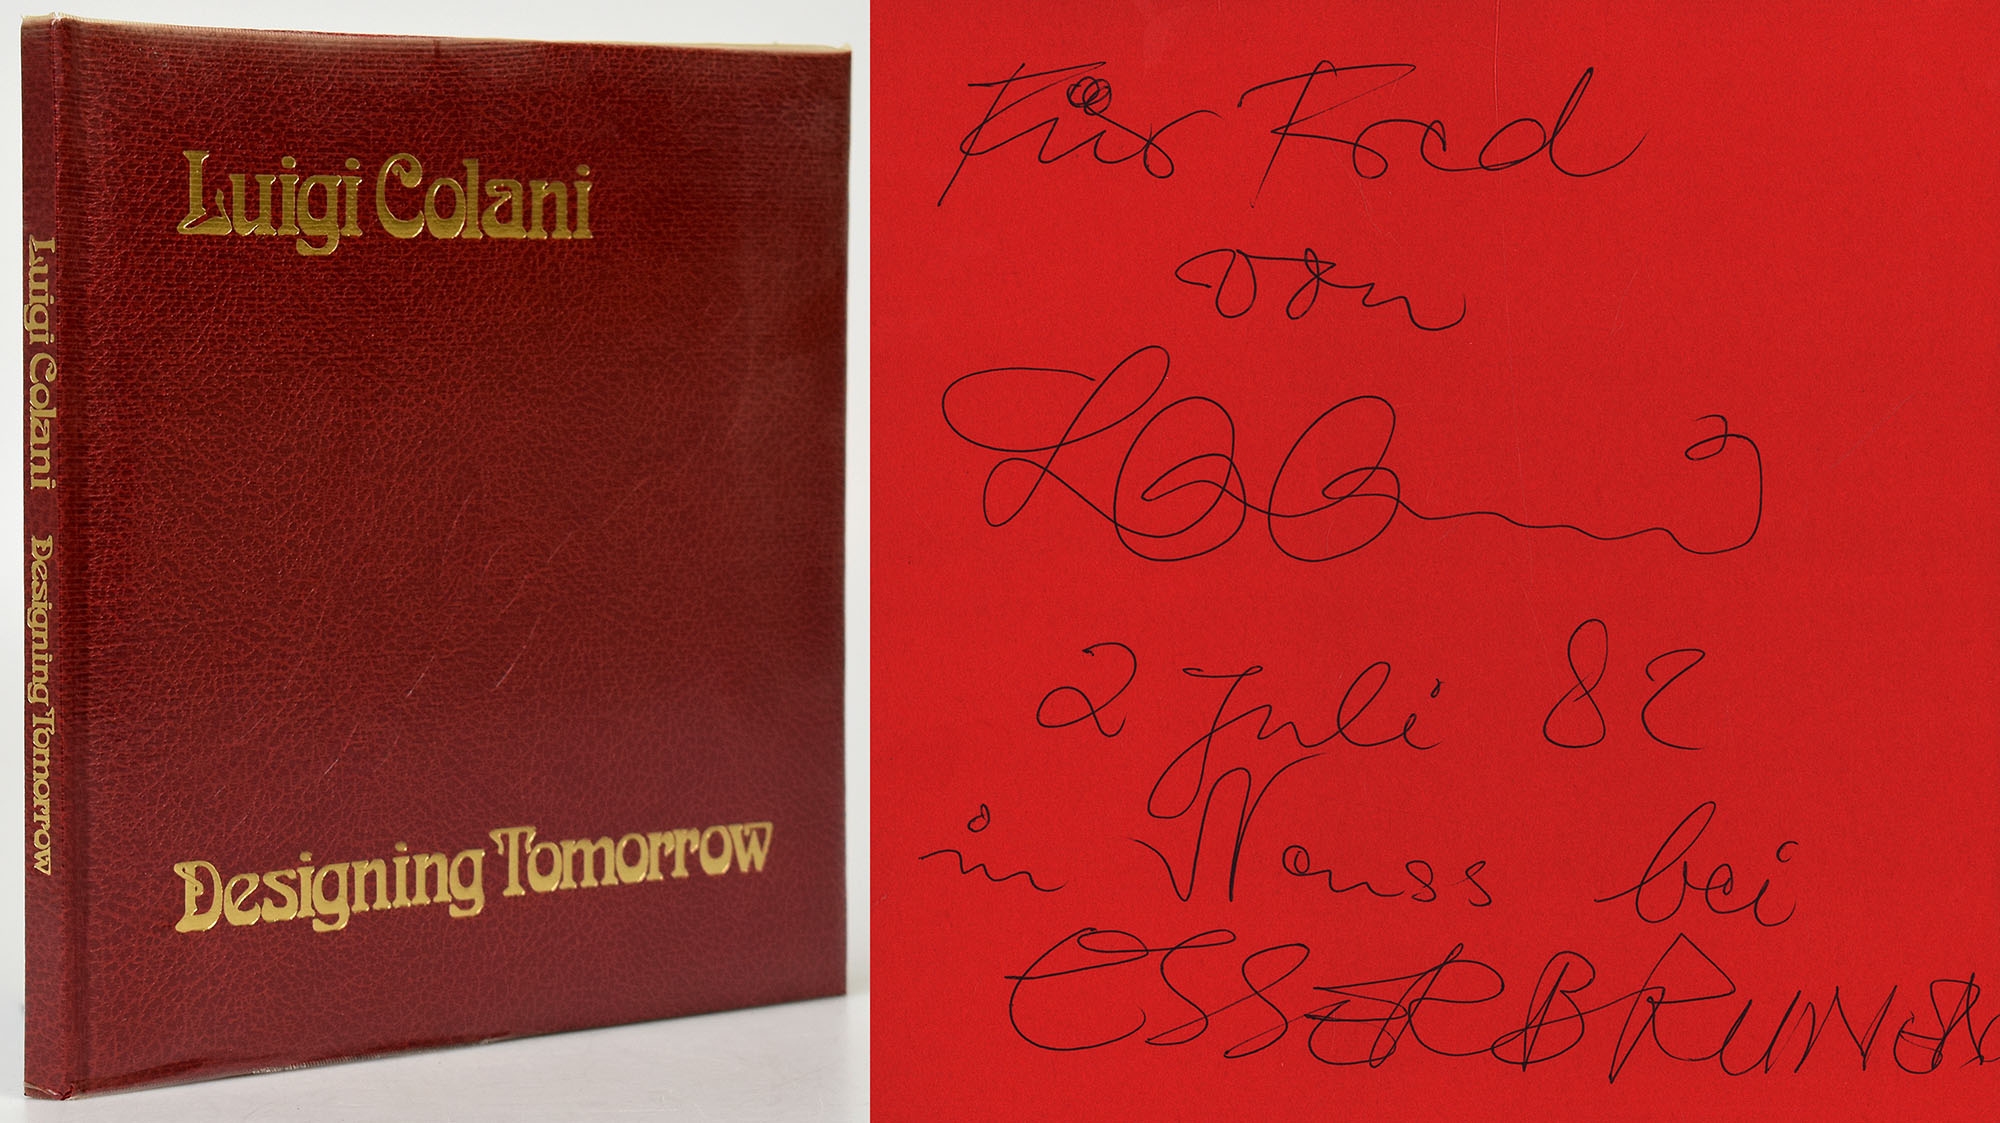 Luigi Colani
Designing Tomorrow
Luigi Colani Designing Tomorrow
Für Fred
von
2 Juli 82
in Neuss bei